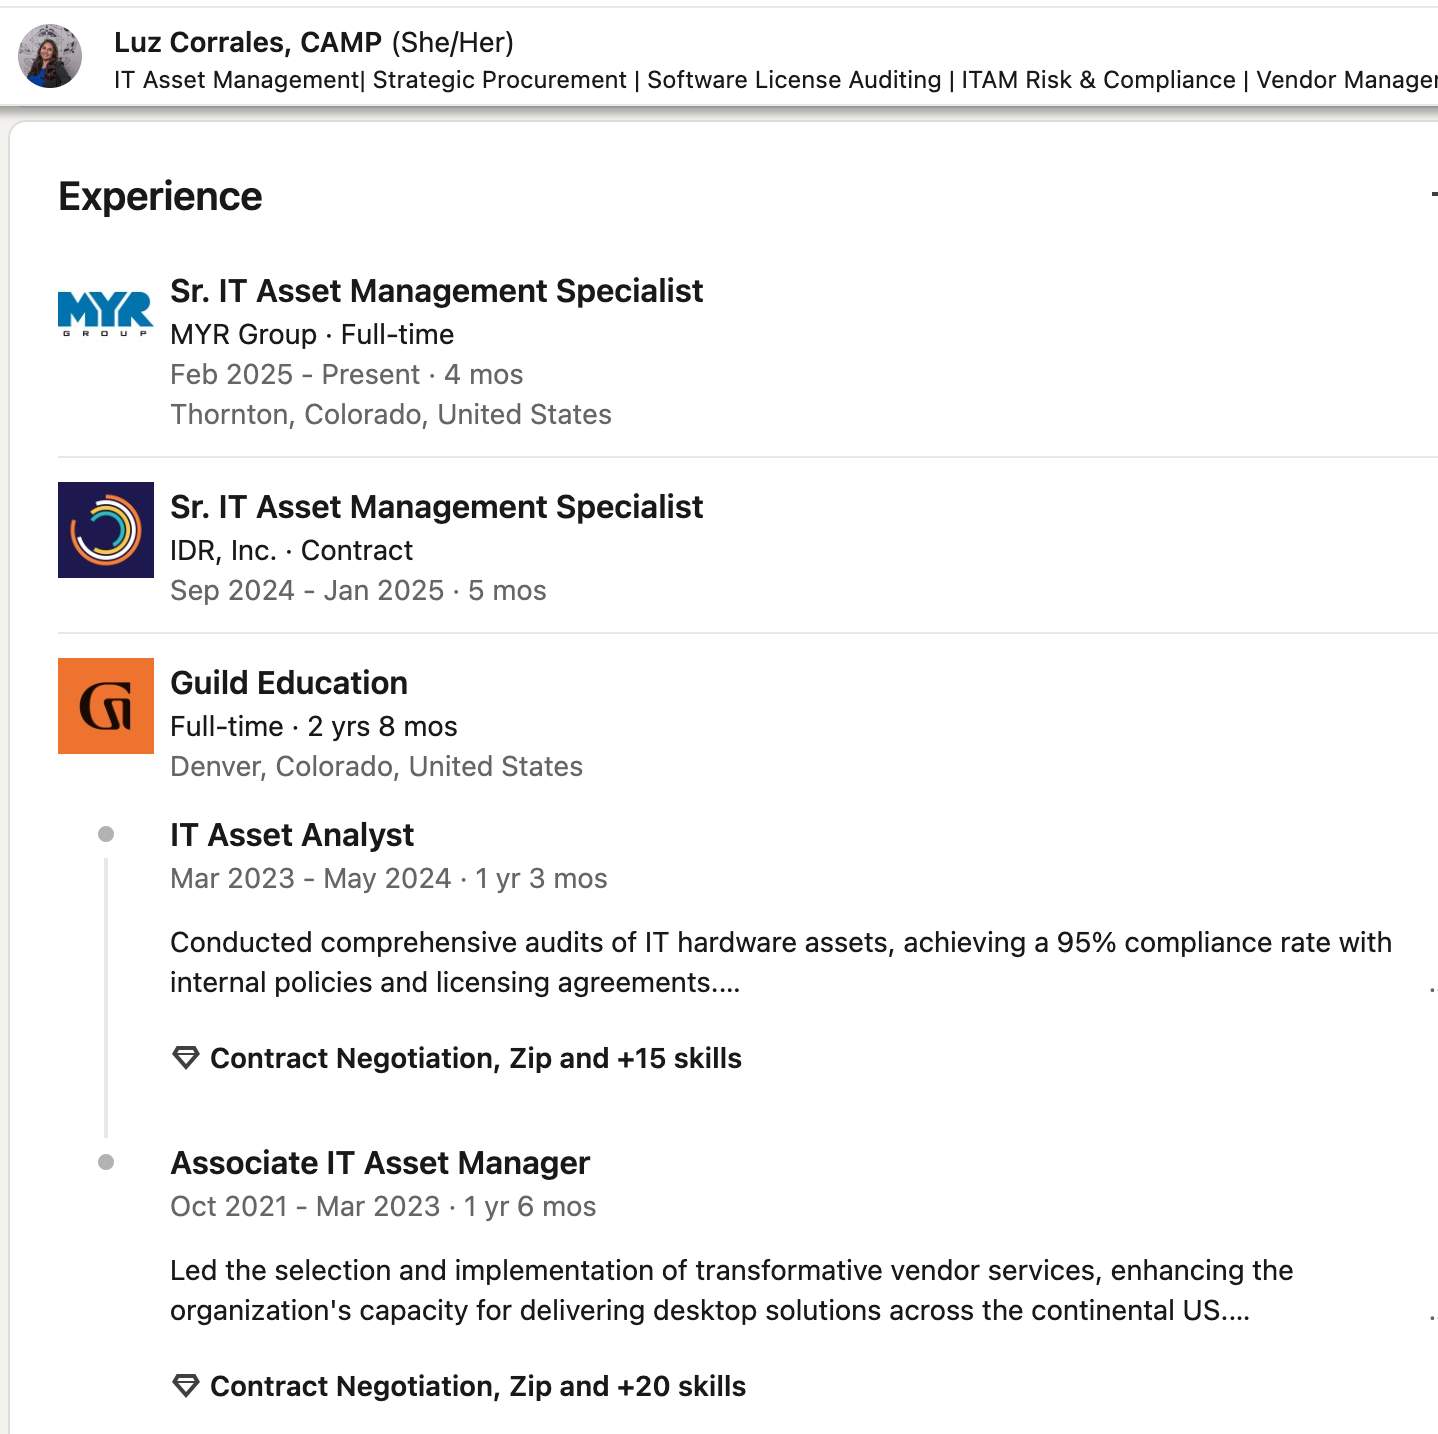 Luz Corrales, CAMP (She/Her)
IT Asset Management| Strategic Procurement | Software License Auditing | ITAM Risk & Compliance | Vendor
Experience
MYR
GROUP
Sr. IT Asset Management Specialist
MYR Group · Full-time
Feb 2025 - Present · 4 mos
Thornton, Colorado, United States
Sr. IT Asset Management Specialist
IDR, Inc. · Contract
Sep 2024 - Jan 2025 · 5 mos
Guild Education
Full-time · 2 yrs 8 mos
Denver, Colorado, United States
IT Asset Analyst
Mar 2023 - May 2024 · 1 yr 3 mos
Conducted comprehensive audits of IT hardware assets, achieving a 95% compliance rate with
internal policies and licensing agreements....
Contract Negotiation, Zip and +15 skills
Associate IT Asset Manager
Oct 2021 - Mar 2023 · 1 yr 6 mos
Led the selection and implementation of transformative vendor services, enhancing the
organization's capacity for delivering desktop solutions across the continental US....
Contract Negotiation, Zip and +20 skills